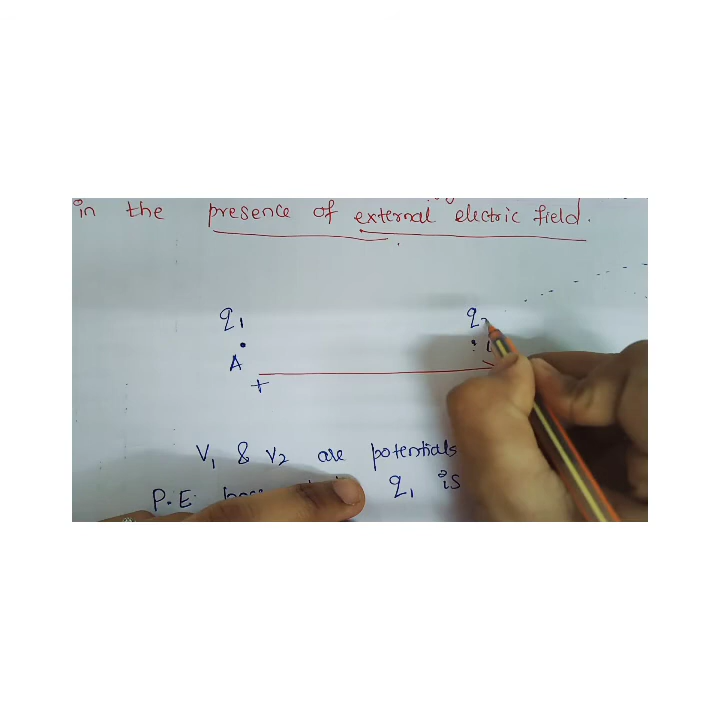 in the presence of external electric field.
q1 q2
A
+
V1 & V2 are potentials
P.E. q1 is